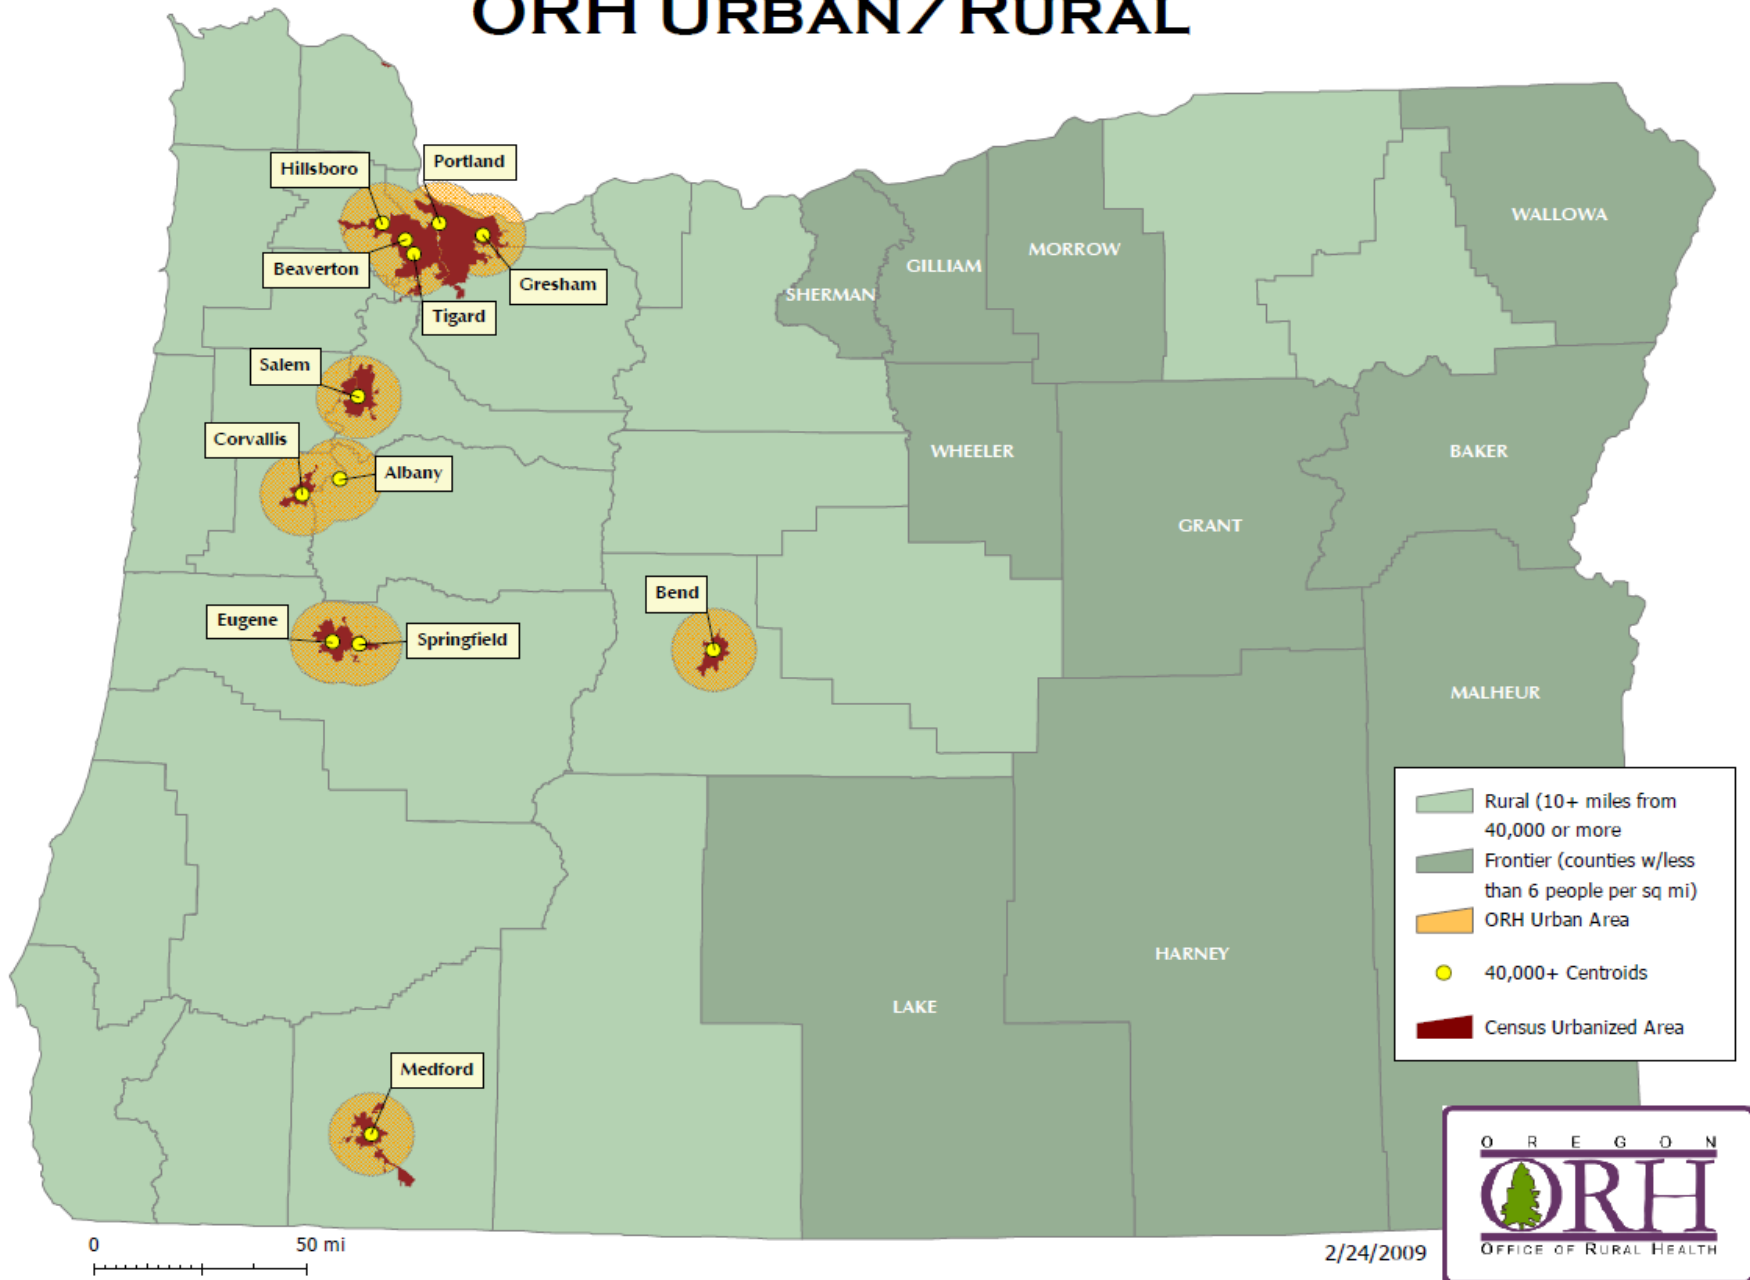 ORH URBAN/RURAL
Portland
Hillsboro
WALLOWA
MORROW
GILLIAM
Beaverton
Gresham
SHERMAN
Tigard
Salem
Corvallis
WHEELER
BAKER
Albany
GRANT
Bend
Eugene
Springfield
MALHEUR
Rural (10+ miles from
40,000 or more
Frontier (counties w/less
than 6 people per sq mi)
ORH Urban Area
HARNEY
40,000+ Centroids
LAKE
Census Urbanized Area
Medford
OREGON
ORH
OFFICE OF RURAL HEALTH
0 50 mi
2/24/2009